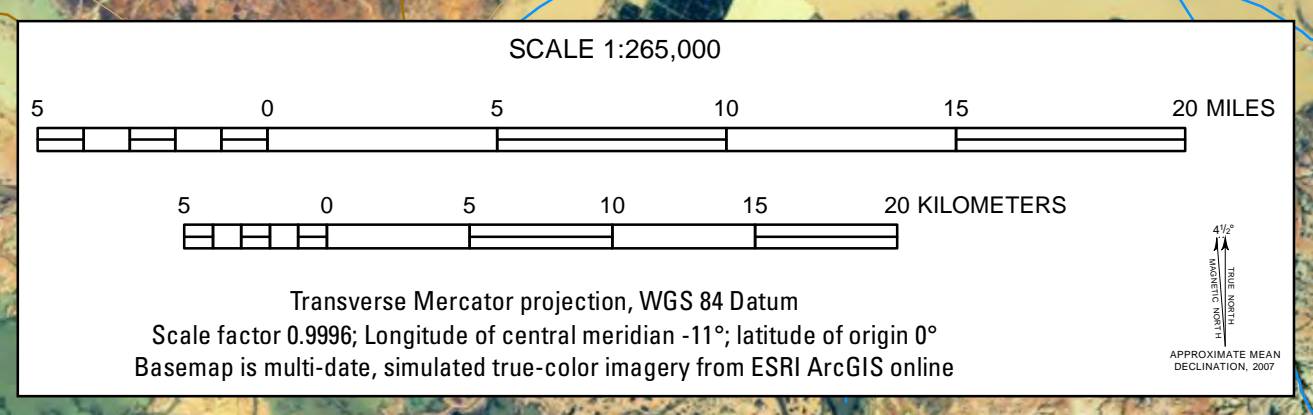 SCALE 1:265,000
5 0 5 10 15 20 MILES
5 0 5 10 15 20 KILOMETERS
4½°
MAGNETIC NORTH
TRUE NORTH
APPROXIMATE MEAN
DECLINATION, 2007
Transverse Mercator projection, WGS 84 Datum
Scale factor 0.9996; Longitude of central meridian -11°; latitude of origin 0°
Basemap is multi-date, simulated true-color imagery from ESRI ArcGIS online